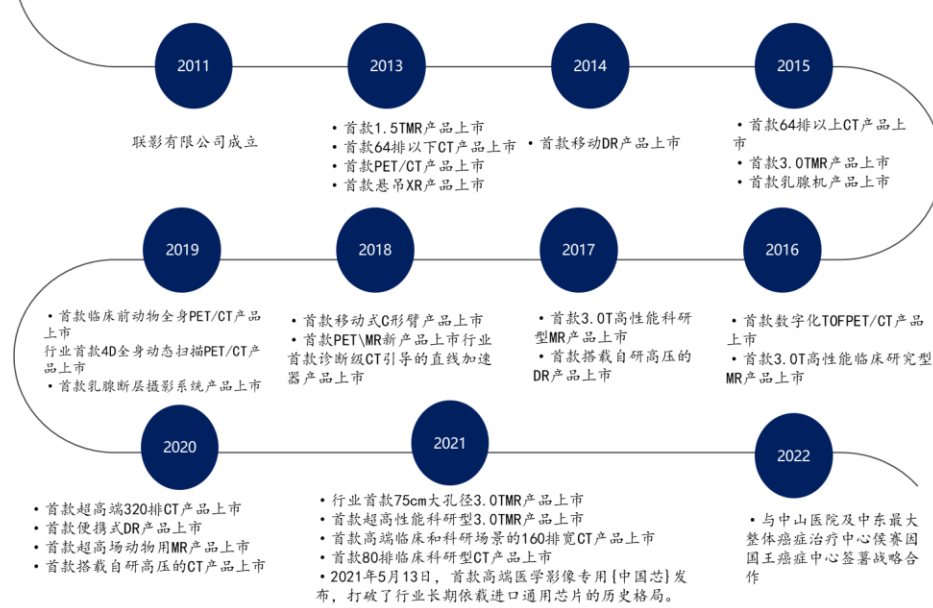 2011
联影有限公司成立
2013
•首款1.5TMR产品上市
•首款64排以下CT产品上市
•首款PET/CT产品上市
•首款悬吊XR产品上市
2014
•首款移动DR产品上市
2015
•首款64排以上CT产品上
市
•首款3.0TMR产品上市
•首款乳腺机产品上市
2016
•首款数字化TOFPET/CT产品
上市
•首款3.0T高性能临床研究型
MR产品上市
2017
•首款3.0T高性能科研
型MR产品上市
•首款搭载自研高压的
DR产品上市
2018
•首款移动式C形臂产品上市
•首款PET\MR新产品上市行业
首款诊断级CT引导的直线加速
器产品上市
2019
•首款临床前动物全身PET/CT产品
上市
行业首款4D全身动态扫描PET/CT产
品上市
•首款乳腺断层摄影系统产品上市
2020
•首款超高端320排CT产品上市
•首款便携式DR产品上市
•首款超高场动物用MR产品上市
•首款搭载自研高压的CT产品上市
2021
•行业首款75cm大孔径3.0TMR产品上市
•首款超高性能科研型3.0TMR产品上市
•首款高端临床和科研场景的160排宽CT产品上市
•首款80排临床科研型CT产品上市
•2021年5月13日，首款高端医学影像专用{中国芯}发
布，打破了行业长期依载进口通用芯片的历史格局。
2022
•与中山医院及中东最大
整体癌症治疗中心侯赛因
国王癌症中心签署战略合
作